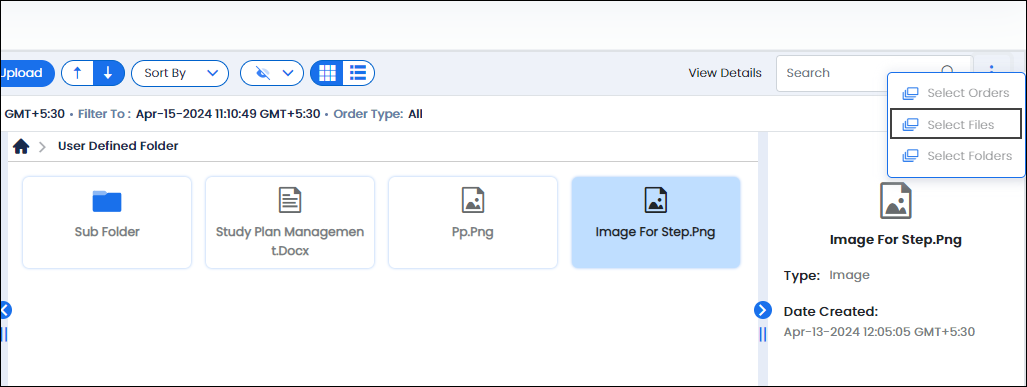 Upload
Sort By
View Details
Search
Select Orders
Select Files
Select Folders
GMT+5:30 • Filter To : Apr-15-2024 11:10:49 GMT+5:30 • Order Type: All
User Defined Folder
Sub Folder
Study Plan Managemen
t.Docx
Pp.Png
Image For Step.Png
Image For Step.Png
Type: Image
Date Created:
Apr-13-2024 12:05:05 GMT+5:30